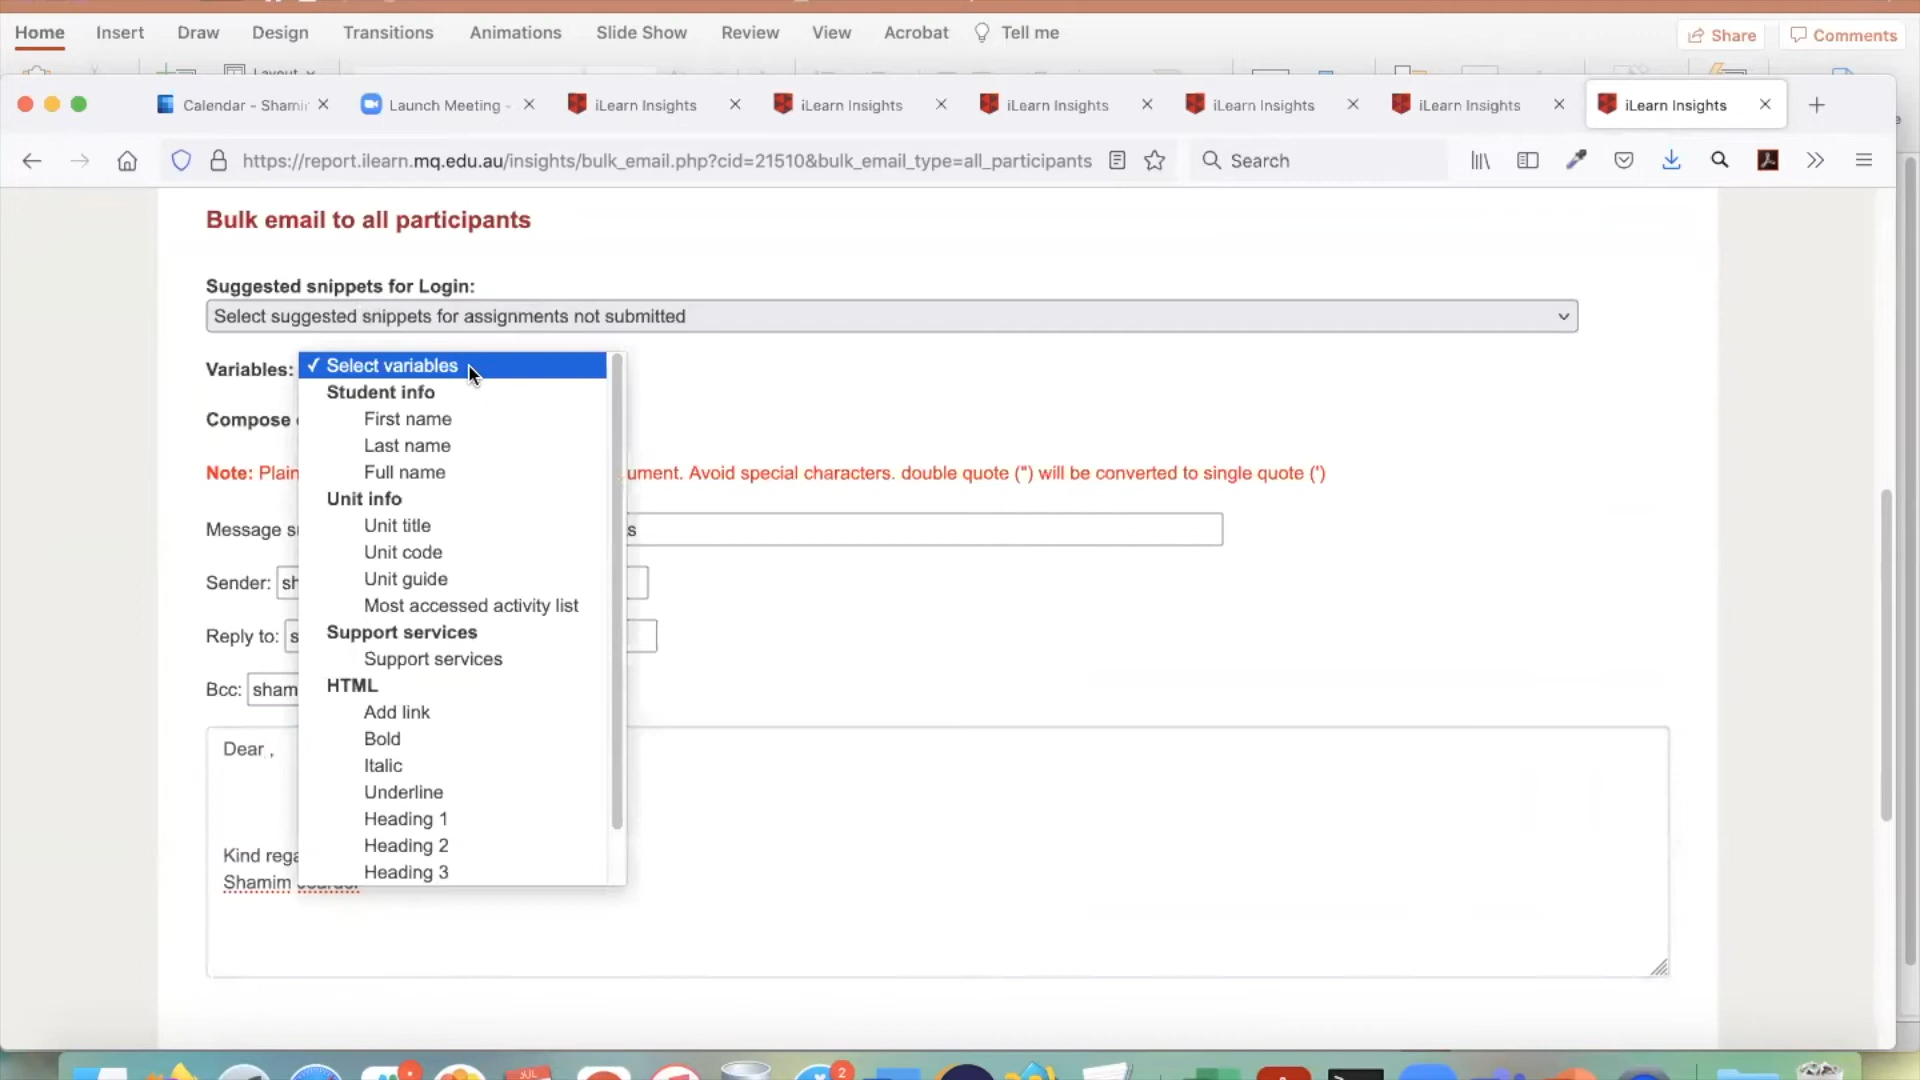 Home Insert Draw Design Transitions Animations Slide Show Review View Acrobat Tell me Share Comments
Layout
Calendar - Shami Launch Meeting - iLearn Insights iLearn Insights iLearn Insights iLearn Insights iLearn Insights iLearn Insights
https://report.ilearn.mq.edu.au/insights/bulk_email.php?cid=21510&bulk_email_type=all_participants Search
Bulk email to all participants
Suggested snippets for Login:
Select suggested snippets for assignments not submitted
Variables: ✓ Select variables
Student info
First name
Compose
Last name
Note: Plain Full name ument. Avoid special characters. double quote (") will be converted to single quote (')
Unit info
Message s Unit title s
Unit code
Sender: sh Unit guide
Most accessed activity list
Reply to: s Support services
Support services
Bcc: sham HTML
Add link
Dear , Bold
Italic
Underline
Heading 1
Kind rega Heading 2
Shamim Heading 3
JUL 2